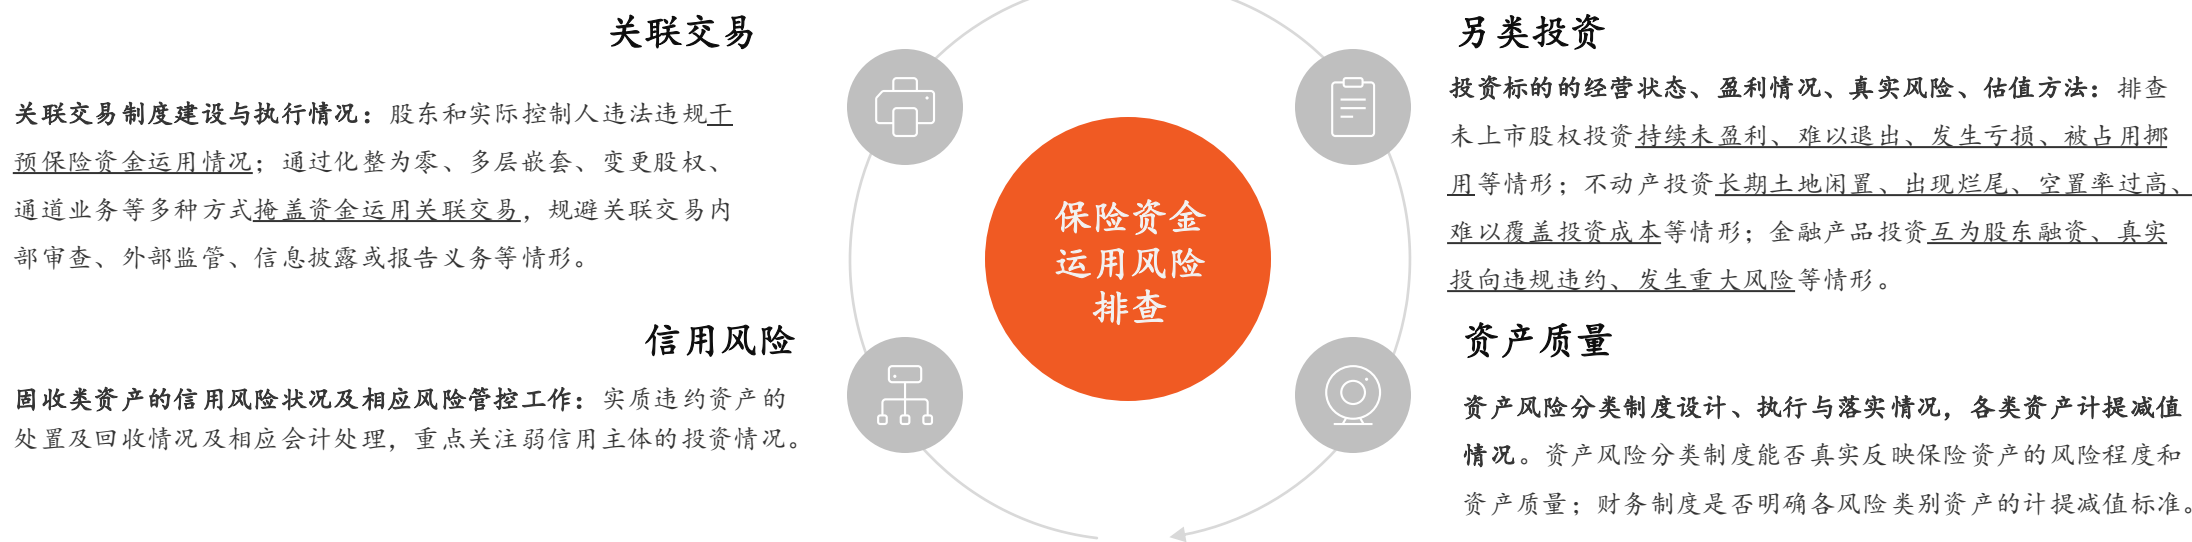 关联交易
关联交易制度建设与执行情况：股东和实际控制人违法违规干
预保险资金运用情况；通过化整为零、多层嵌套、变更股权、
通道业务等多种方式掩盖资金运用关联交易，规避关联交易内
部审查、外部监管、信息披露或报告义务等情形。
信用风险
固收类资产的信用风险状况及相应风险管控工作：实质违约资产的
处置及回收情况及相应会计处理，重点关注弱信用主体的投资情况。
保险资金
运用风险
排查
另类投资
投资标的的经营状态、盈利情况、真实风险、估值方法：排查
未上市股权投资持续未盈利、难以退出、发生亏损、被占用挪
用等情形；不动产投资长期土地闲置、出现烂尾、空置率过高、
难以覆盖投资成本等情形；金融产品投资互为股东融资、真实
投向违规违约、发生重大风险等情形。
资产质量
资产风险分类制度设计、执行与落实情况，各类资产计提减值
情况。资产风险分类制度能否真实反映保险资产的风险程度和
资产质量；财务制度是否明确各风险类别资产的计提减值标准。